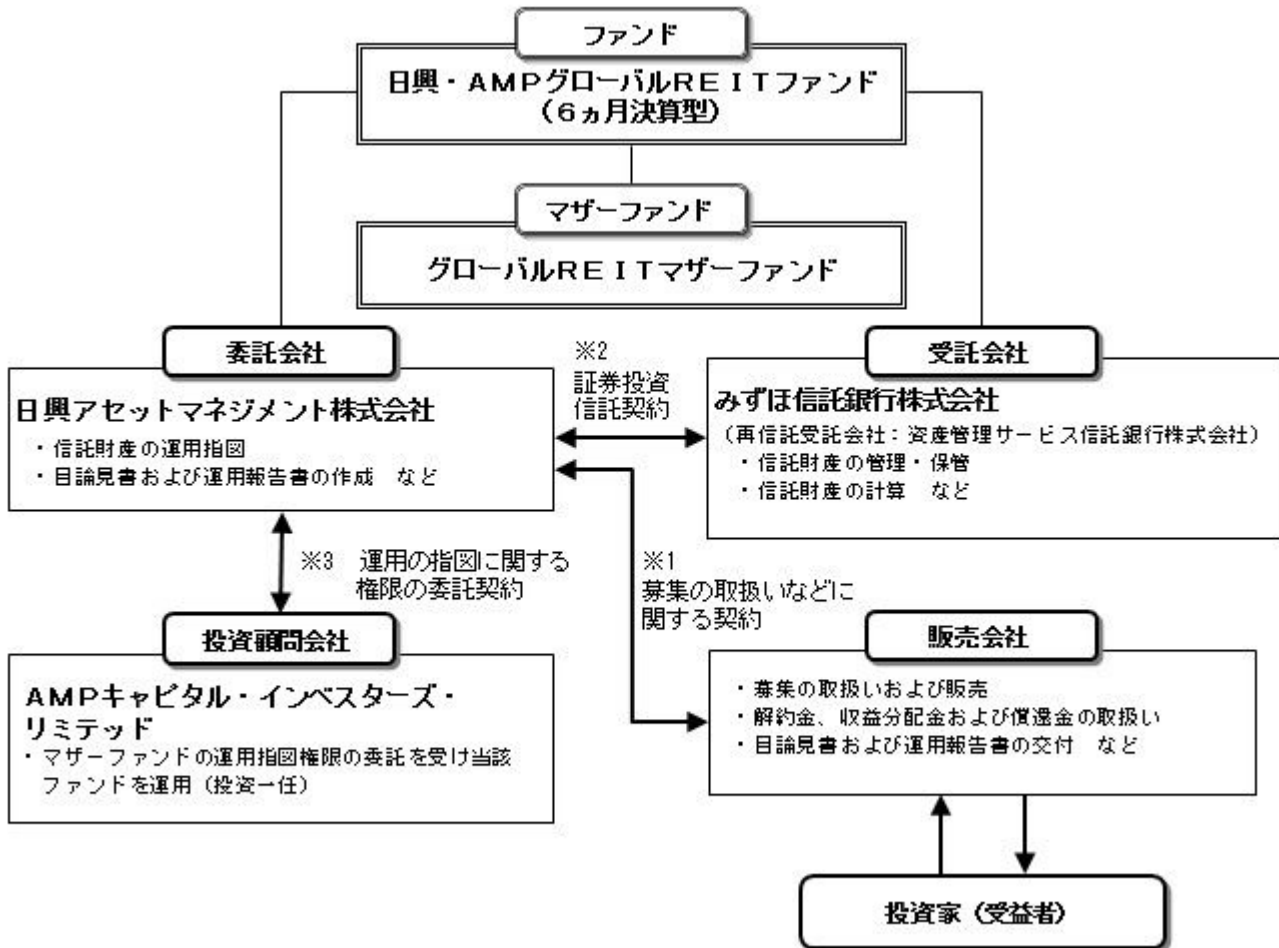 ファンド
日興・AMPグローバルREITファンド
(6ヵ月決算型)
マザーファンド
グローバルREITマザーファンド
委託会社
日興アセットマネジメント株式会社
・信託財産の運用指図
・目論見書および運用報告書の作成　など
※2
証券投資
信託契約
受託会社
みずほ信託銀行株式会社
(再信託受託会社：資産管理サービス信託銀行株式会社)
・信託財産の管理・保管
・信託財産の計算　など
※3　運用の指図に関する
権限の委託契約
※1
募集の取扱いなどに
関する契約
投資顧問会社
AMPキャピタル・インベスターズ・
リミテッド
・マザーファンドの運用指図権限の委託を受け当該
ファンドを運用(投資一任)
販売会社
・募集の取扱いおよび販売
・解約金、収益分配金および償還金の取扱い
・目論見書および運用報告書の交付　など
投資家(受益者)